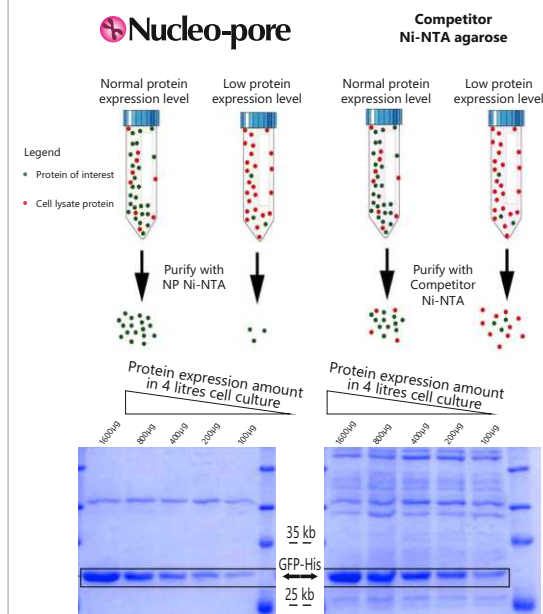 Nucleo-pore
Competitor
Ni-NTA agarose
Normal protein
expression level
Low protein
expression level
Normal protein
expression level
Low protein
expression level
Legend
Protein of interest
Cell lysate protein
Purify with
NP Ni-NTA
Purify with
Competitor
Ni-NTA
Protein expression amount
in 4 litres cell culture
1600µg
800µg
400µg
200µg
100µg
Protein expression amount
in 4 litres cell culture
1600µg
800µg
400µg
200µg
100µg
35 kb
GFP-His
25 kb